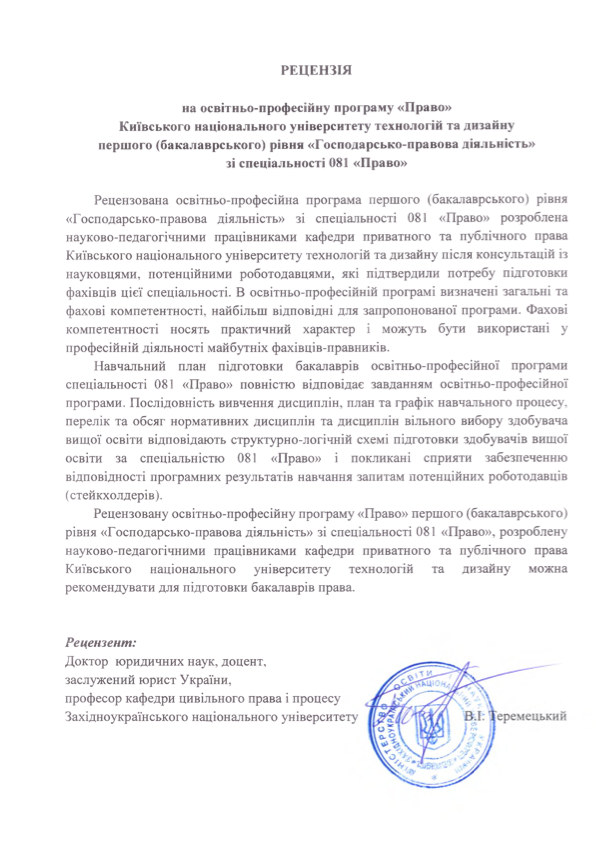 РЕЦЕНЗІЯ
на освітньо-професійну програму «Право»
Київського національного університету технологій та дизайну
першого (бакалаврського) рівня «Господарсько-правова діяльність»
зі спеціальності 081 «Право»
Рецензована освітньо-професійна програма першого (бакалаврського) рівня
«Господарсько-правова діяльність» зі спеціальності 081 «Право» розроблена
науково-педагогічними працівниками кафедри приватного та публічного права
Київського національного університету технологій та дизайну після консультацій із
науковцями, потенційними роботодавцями, які підтвердили потребу підготовки
фахівців цієї спеціальності. В освітньо-професійній програмі визначені загальні та
фахові компетентності, найбільш відповідні для запропонованої програми. Фахові
компетентності носять практичний характер і можуть бути використані у
професійній діяльності майбутніх фахівців-правників.
Навчальний план підготовки бакалаврів освітньо-професійної програми
спеціальності 081 «Право» повністю відповідає завданням освітньо-професійної
програми. Послідовність вивчення дисциплін, план та графік навчального процесу,
перелік та обсяг нормативних дисциплін та дисциплін вільного вибору здобувача
вищої освіти відповідають структурно-логічній схемі підготовки здобувачів вищої
освіти за спеціальністю 081 «Право» і покликані сприяти забезпеченню
відповідності програмних результатів навчання запитам потенційних роботодавців
(стейкхолдерів).
Рецензовану освітньо-професійну програму «Право» першого (бакалаврського)
рівня «Господарсько-правова діяльність» зі спеціальності 081 «Право», розроблену
науково-педагогічними працівниками кафедри приватного та публічного права
Київського національного університету технологій та дизайну можна
рекомендувати для підготовки бакалаврів права.
Рецензент:
Доктор юридичних наук, доцент,
заслужений юрист України,
професор кафедри цивільного права і процесу
Західноукраїнського національного університету В.І. Теремецький
МІНІСТЕРСТВО ОСВІТИ І НАУКИ УКРАЇНИ
ЗАХІДНОУКРАЇНСЬКИЙ НАЦІОНАЛЬНИЙ УНІВЕРСИТЕТ